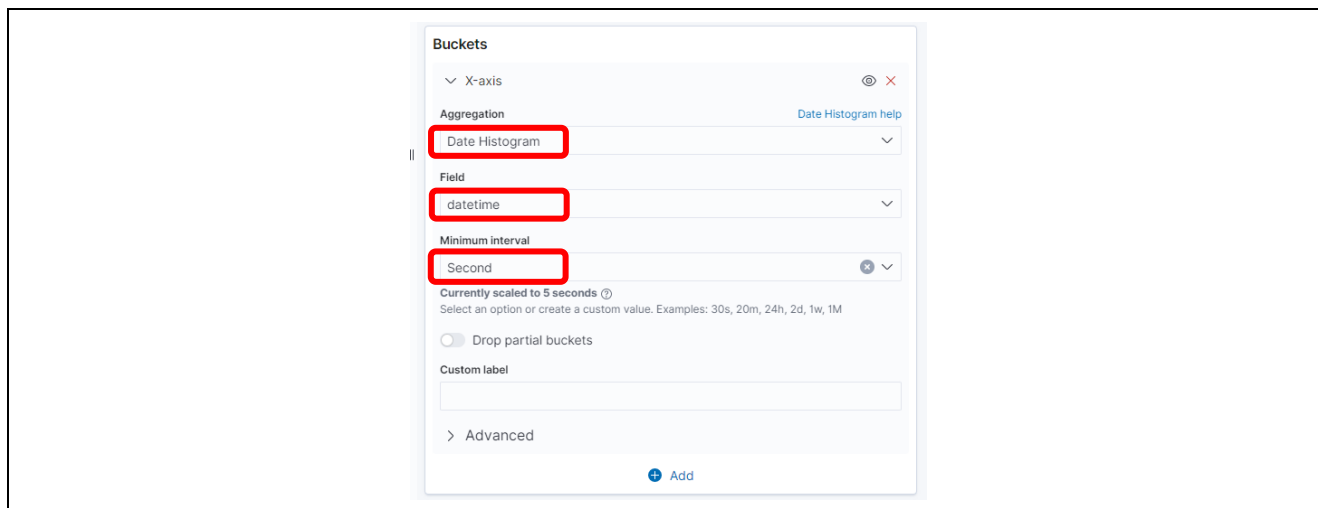 Buckets
X-axis
Aggregation Date Histogram help
Date Histogram
Field
datetime
Minimum interval
Second
Currently scaled to 5 seconds
Select an option or create a custom value. Examples: 30s, 20m, 24h, 2d, 1w, 1M
Drop partial buckets
Custom label
Advanced
Add